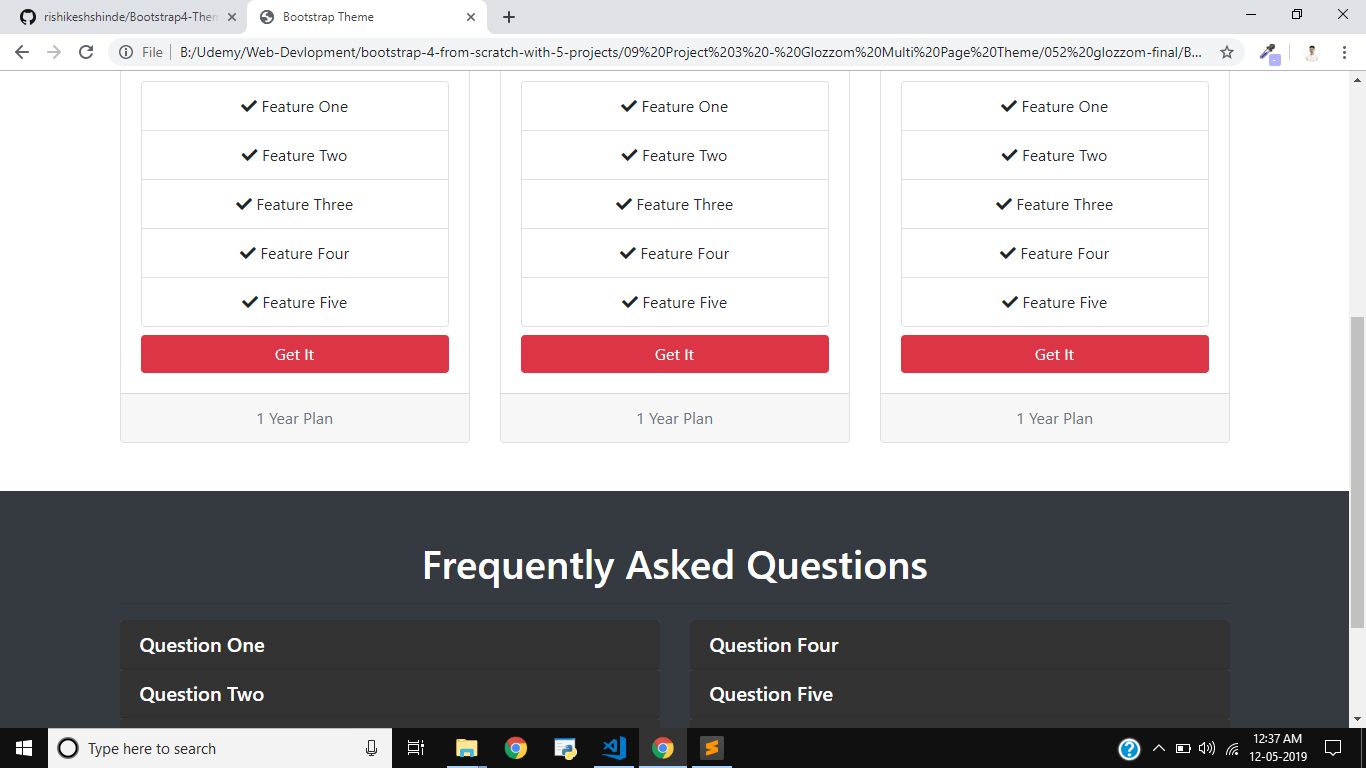 rishikeshshinde/Bootstrap4-Them
Bootstrap Theme
File
B:/Udemy/Web-Devlopment/bootstrap-4-from-scratch-with-5-projects/09%20Project%203%20-%20Glozzom%20Multi%20Page%20Theme/052%20glozzom-final/B...
Feature One
Feature Two
Feature Three
Feature Four
Feature Five
Get It
1 Year Plan
Feature One
Feature Two
Feature Three
Feature Four
Feature Five
Get It
1 Year Plan
Feature One
Feature Two
Feature Three
Feature Four
Feature Five
Get It
1 Year Plan
Frequently Asked Questions
Question One
Question Two
Question Four
Question Five
Type here to search
12:37 AM
12-05-2019